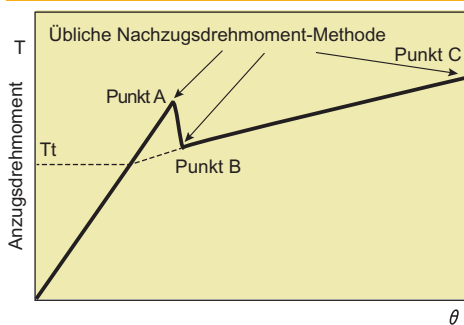 Übliche Nachzugsdrehmoment-Methode
T
Punkt C
Punkt A
Tt
Punkt B
Anzugsdrehmoment
θ